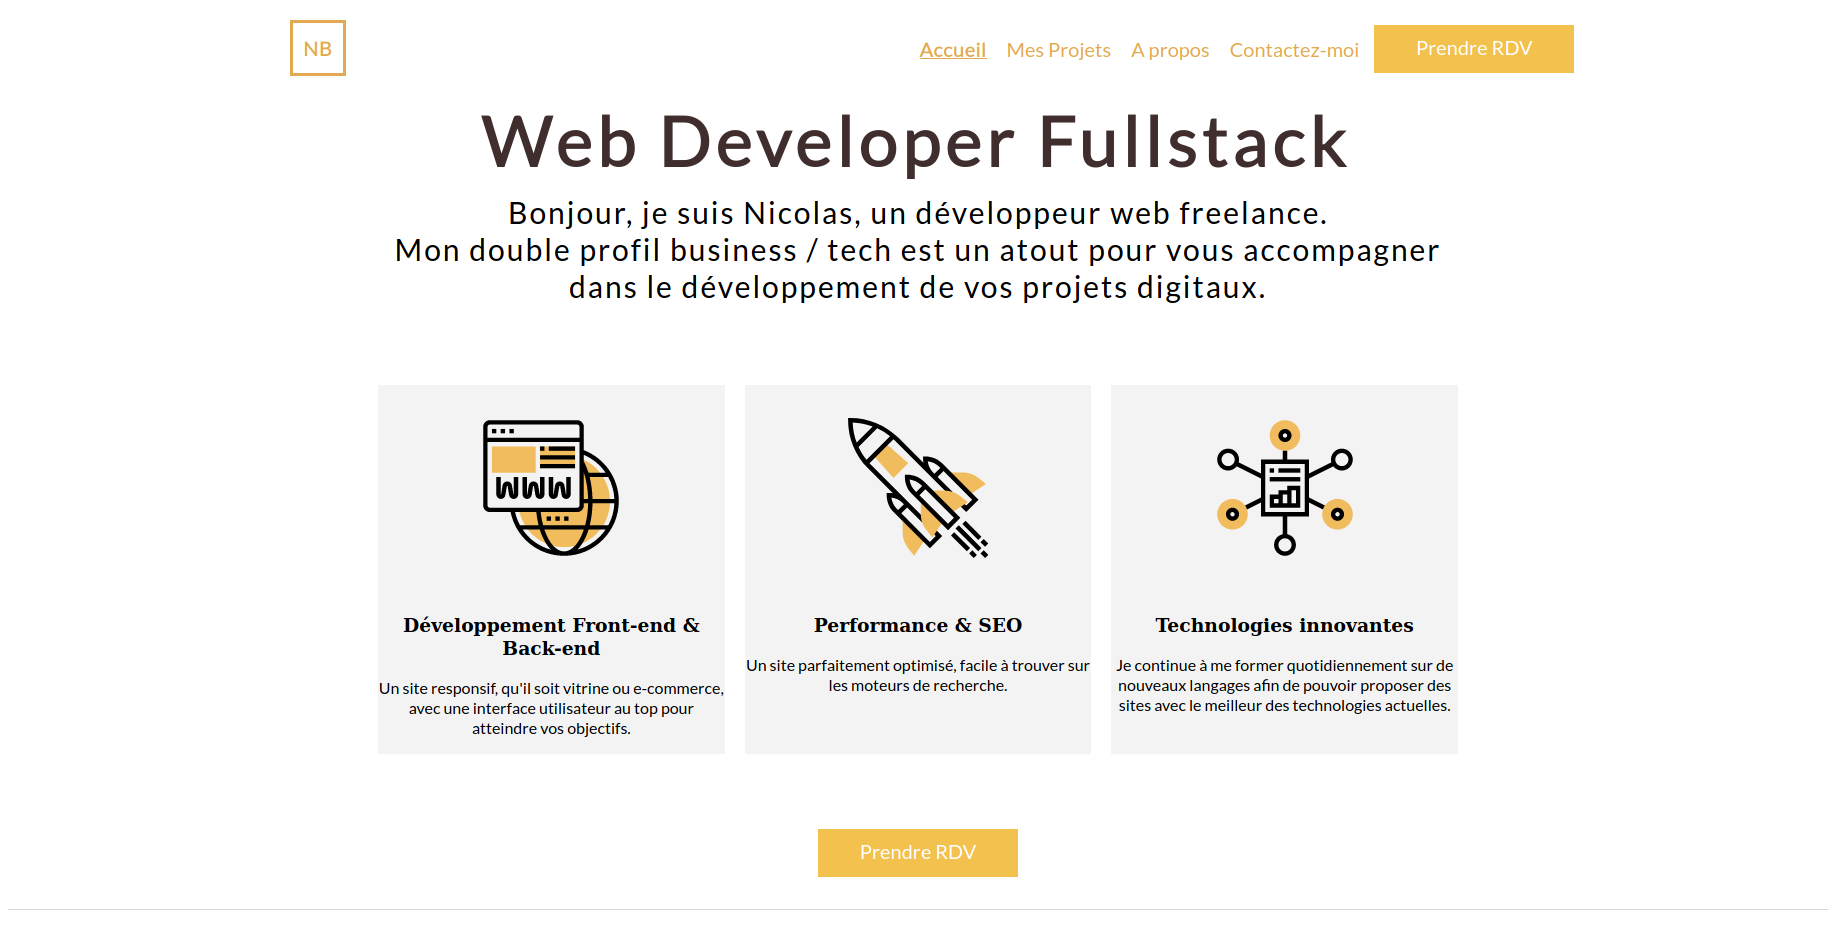 NB
Accueil Mes Projets A propos Contactez-moi Prendre RDV
Web Developer Fullstack
Bonjour, je suis Nicolas, un développeur web freelance.
Mon double profil business / tech est un atout pour vous accompagner
dans le développement de vos projets digitaux.
WWW
Développement Front-end &
Back-end
Un site responsif, qu'il soit vitrine ou e-commerce,
avec une interface utilisateur au top pour
atteindre vos objectifs.
Performance & SEO
Un site parfaitement optimisé, facile à trouver sur
les moteurs de recherche.
Technologies innovantes
Je continue à me former quotidiennement sur de
nouveaux langages afin de pouvoir proposer des
sites avec le meilleur des technologies actuelles.
Prendre RDV